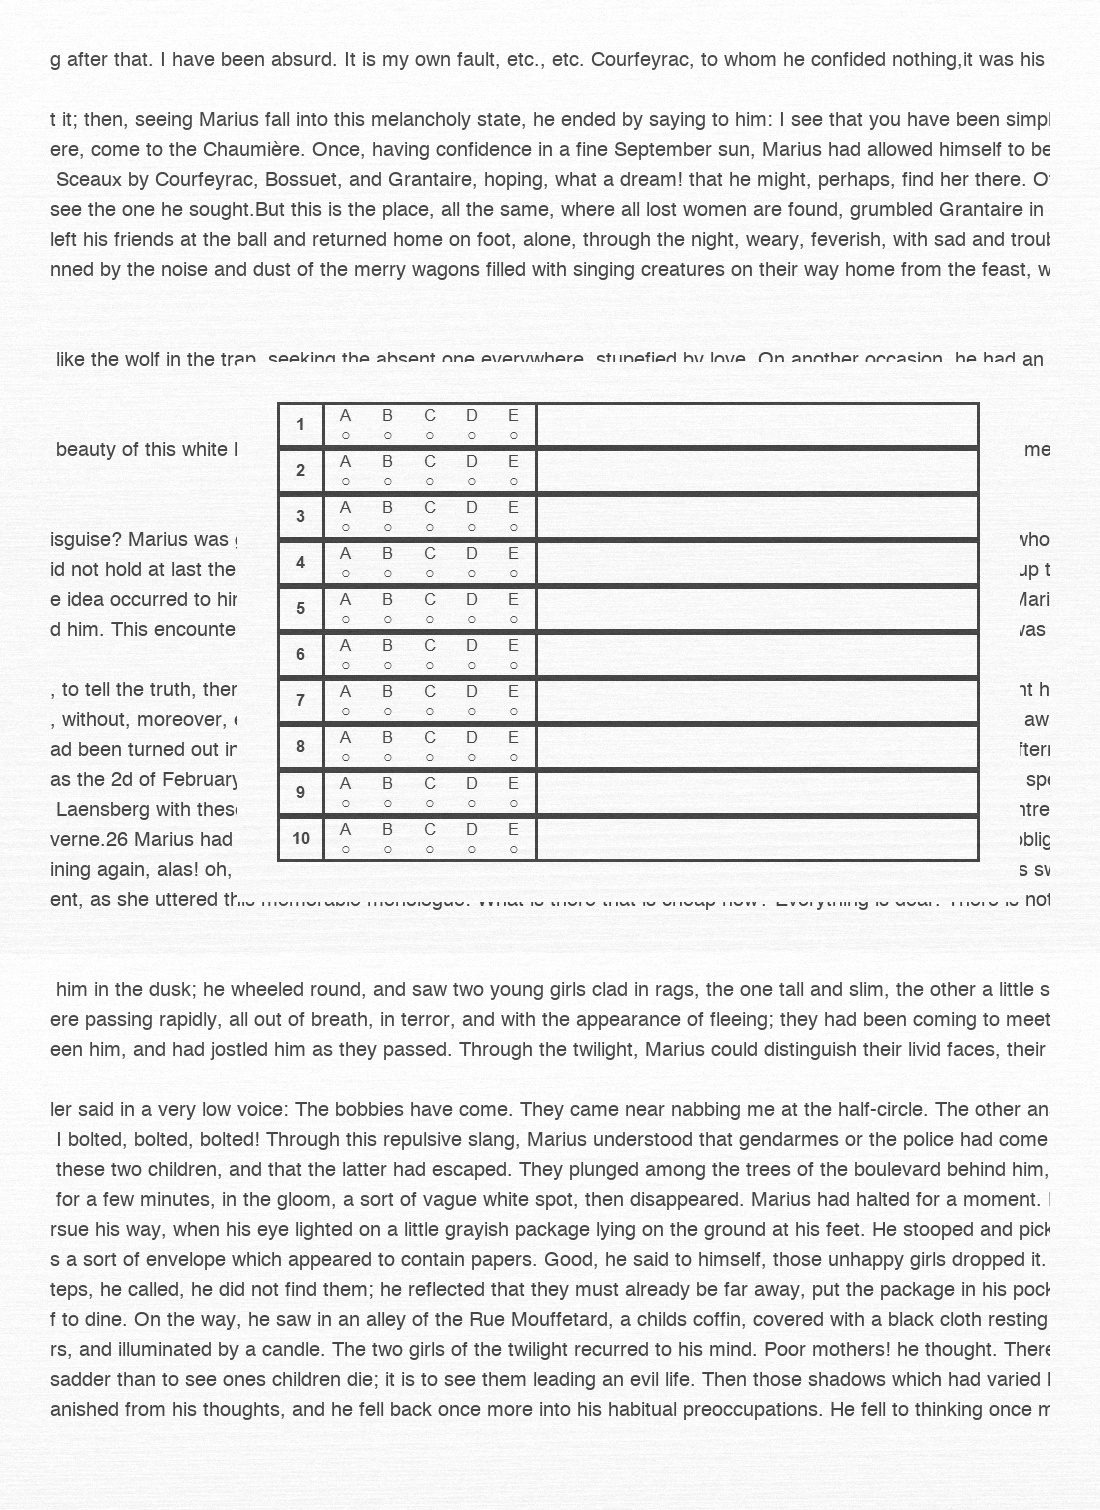 g after that. I have been absurd. It is my own fault, etc., etc. Courfeyrac, to whom he confided nothing,it was his
t it; then, seeing Marius fall into this melancholy state, he ended by saying to him: I see that you have been
ere, come to the Chaumière. Once, having confidence in a fine September sun, Marius had allowed himself to be
Sceaux by Courfeyrac, Bossuet, and Grantaire, hoping, what a dream! that he might, perhaps, find her there.
see the one he sought.But this is the place, all the same, where all lost women are found, grumbled Grantaire in
left his friends at the ball and returned home on foot, alone, through the night, weary, feverish, with sad and
nned by the noise and dust of the merry wagons filled with singing creatures on their way home from the feast,
like the wolf in the trap, seeking the absent one everywhere, stupefied by love. On another occasion, he had an
1 A B C D E
beauty of this white me
2 A B C D E
3 A B C D E
isguise? Marius was who
4 A B C D E
id not hold at last the up t
e idea occurred to Mari
5 A B C D E
d him. This was
6 A B C D E
, to tell the truth, nt h
7 A B C D E
, without, moreover, aw
ad been turned out in
8 A B C D E
as the 2d of February
9 A B C D E
Laensberg with
verne.26 Marius had
10 A B C D E
ining again, alas! oh,
ent, as she uttered this memorable monologue: What is there that is cheap now? Everything is dear. There is not
him in the dusk; he wheeled round, and saw two young girls clad in rags, the one tall and slim, the other a little s
ere passing rapidly, all out of breath, in terror, and with the appearance of fleeing; they had been coming to meet
een him, and had jostled him as they passed. Through the twilight, Marius could distinguish their livid faces, their
ler said in a very low voice: The bobbies have come. They came near nabbing me at the half-circle. The other an
I bolted, bolted, bolted! Through this repulsive slang, Marius understood that gendarmes or the police had come
these two children, and that the latter had escaped. They plunged among the trees of the boulevard behind him,
for a few minutes, in the gloom, a sort of vague white spot, then disappeared. Marius had halted for a moment.
rsue his way, when his eye lighted on a little grayish package lying on the ground at his feet. He stooped and pick
s a sort of envelope which appeared to contain papers. Good, he said to himself, those unhappy girls dropped it.
teps, he called, he did not find them; he reflected that they must already be far away, put the package in his
f to dine. On the way, he saw in an alley of the Rue Mouffetard, a childs coffin, covered with a black cloth resting
rs, and illuminated by a candle. The two girls of the twilight recurred to his mind. Poor mothers! he thought. There
sadder than to see ones children die; it is to see them leading an evil life. Then those shadows which had varied
anished from his thoughts, and he fell back once more into his habitual preoccupations. He fell to thinking once